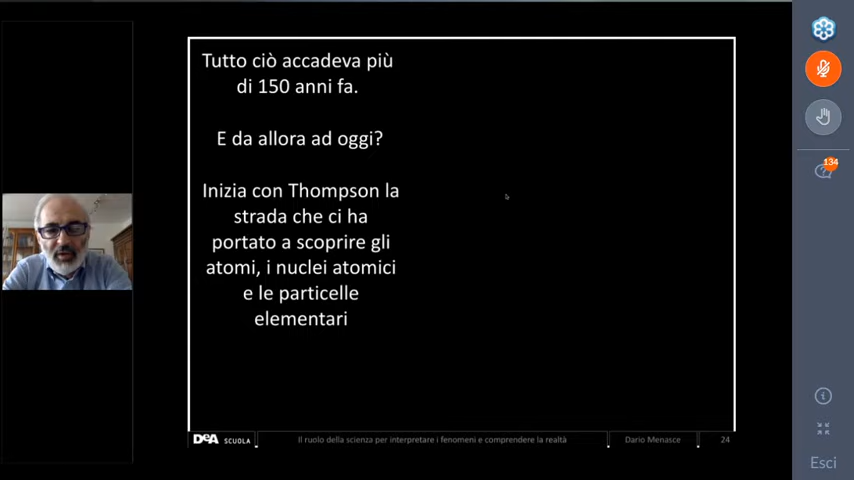 Tutto ciò accadeva più
di 150 anni fa.
E da allora ad oggi?
Inizia con Thompson la
strada che ci ha
portato a scoprire gli
atomi, i nuclei atomici
e le particelle
elementari
DeA SCUOLA
Il ruolo della scienza per interpretare i fenomeni e comprendere la realtà
Dario Menasce
24
134
Esci